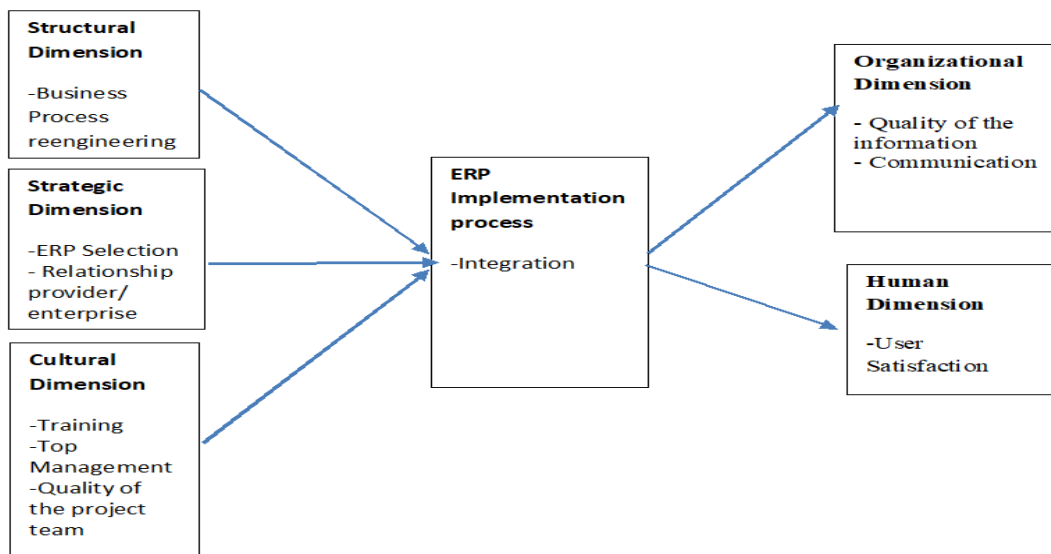 Structural
Dimension
-Business
Process
reengineering
Strategic
Dimension
-ERP Selection
- Relationship
provider/
enterprise
Cultural
Dimension
-Training
-Top
Management
-Quality of
the project
team
ERP
Implementation
process
-Integration
Organizational
Dimension
- Quality of the
information
- Communication
Human
Dimension
-User
Satisfaction